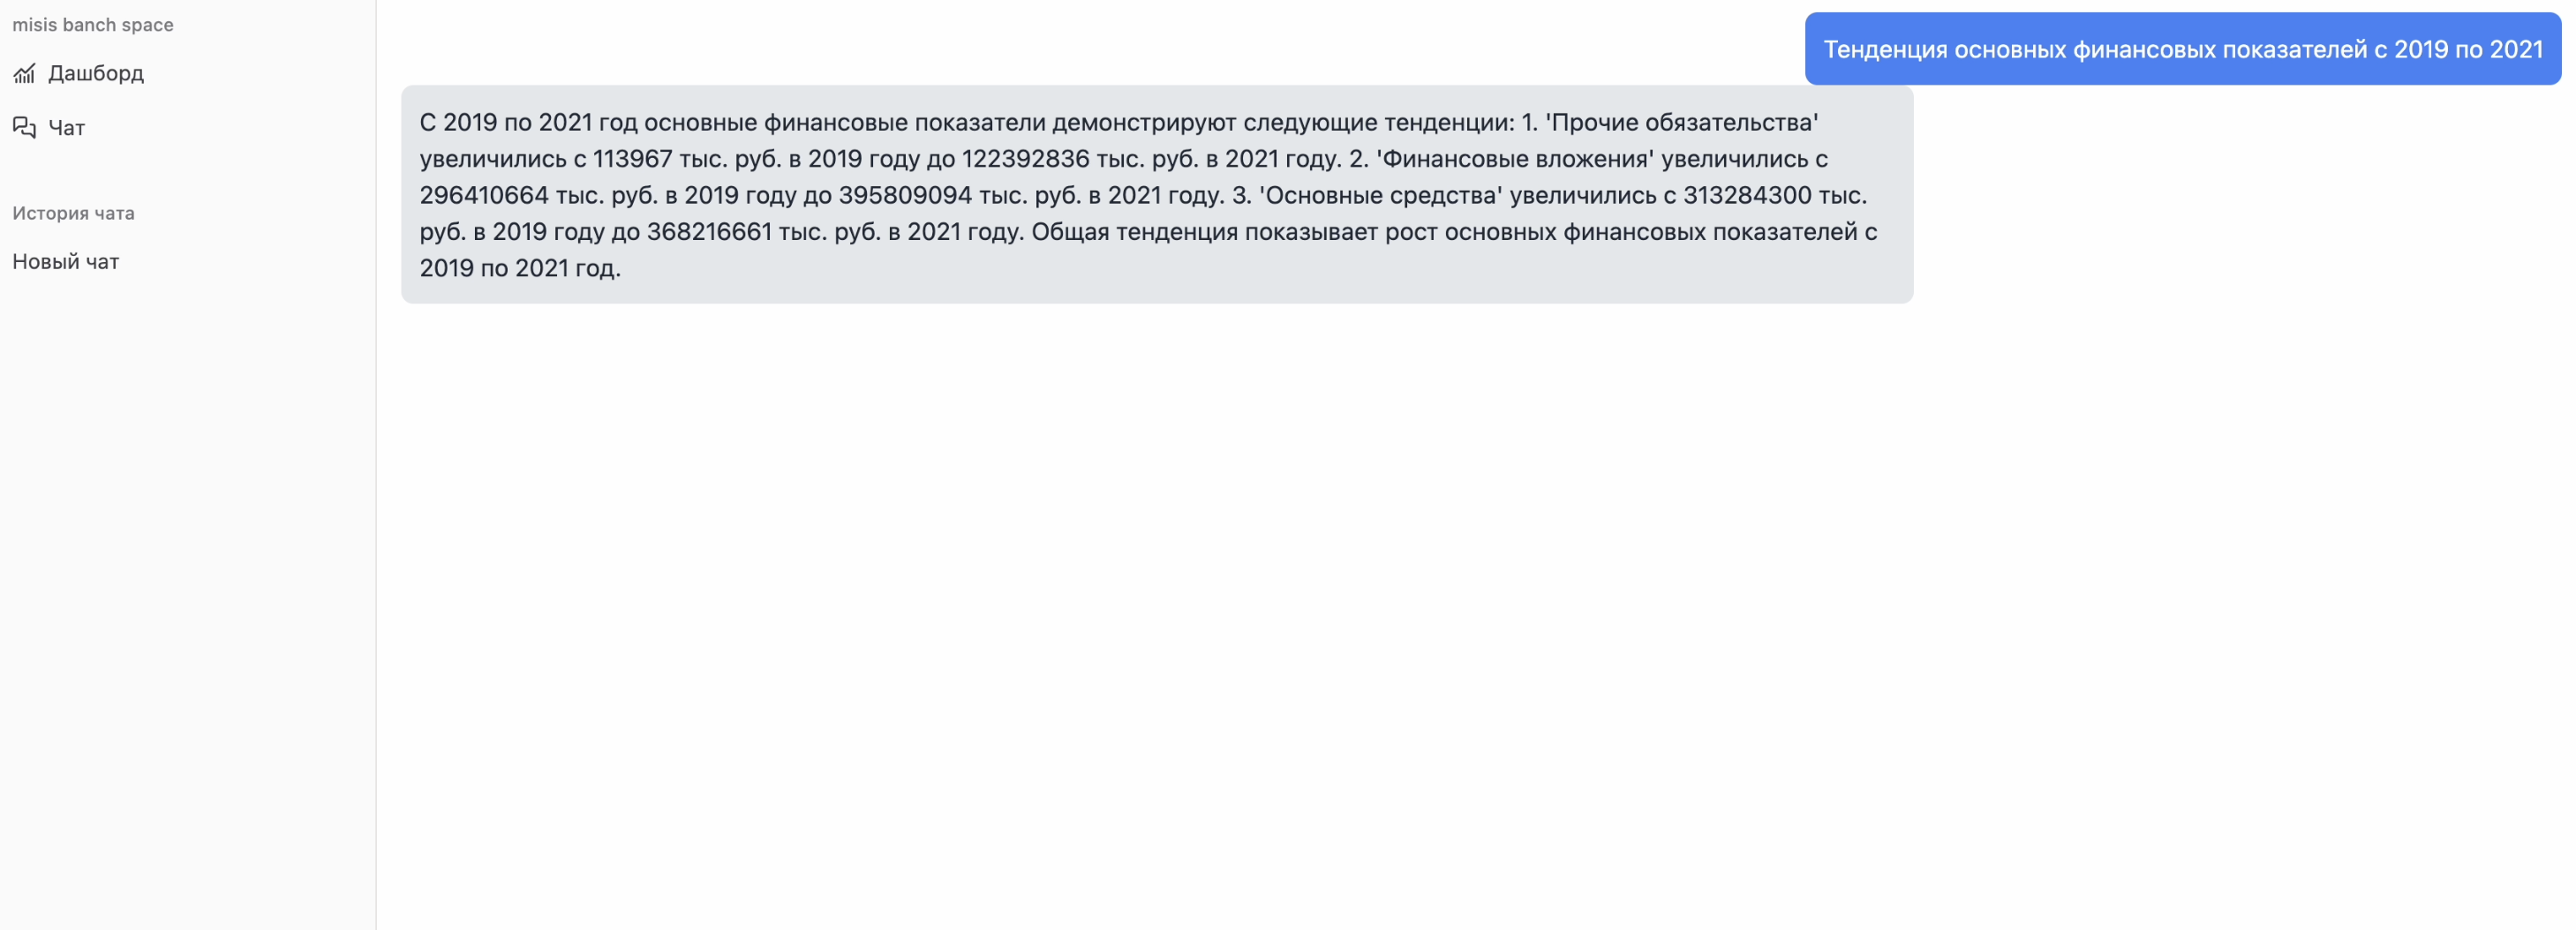 misis banch space
Дашборд
Чат
История чата
Новый чат
Тенденция основных финансовых показателей с 2019 по 2021
С 2019 по 2021 год основные финансовые показатели демонстрируют следующие тенденции: 1. 'Прочие обязательства'
увеличились с 113967 тыс. руб. в 2019 году до 122392836 тыс. руб. в 2021 году. 2. 'Финансовые вложения' увеличились с
296410664 тыс. руб. в 2019 году до 395809094 тыс. руб. в 2021 году. 3. 'Основные средства' увеличились с 313284300 тыс.
руб. в 2019 году до 368216661 тыс. руб. в 2021 году. Общая тенденция показывает рост основных финансовых показателей с
2019 по 2021 год.